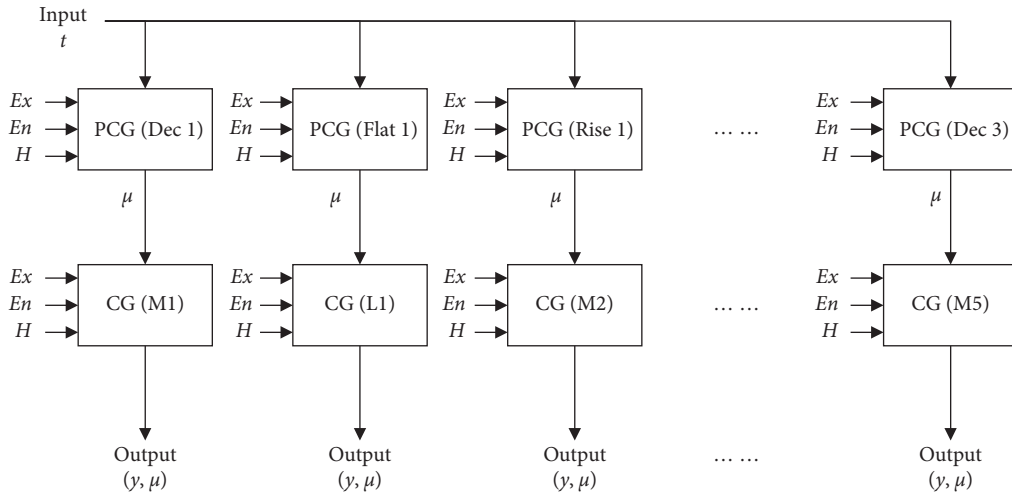 Input
t
Ex
En
H
PCG (Dec 1)
Ex
En
H
PCG (Flat 1)
Ex
En
H
PCG (Rise 1)
... ...
Ex
En
H
PCG (Dec 3)
μ
μ
μ
μ
Ex
En
H
CG (M1)
Ex
En
H
CG (L1)
Ex
En
H
CG (M2)
... ...
Ex
En
H
CG (M5)
Output
(y, μ)
Output
(y, μ)
Output
(y, μ)
... ...
Output
(y, μ)